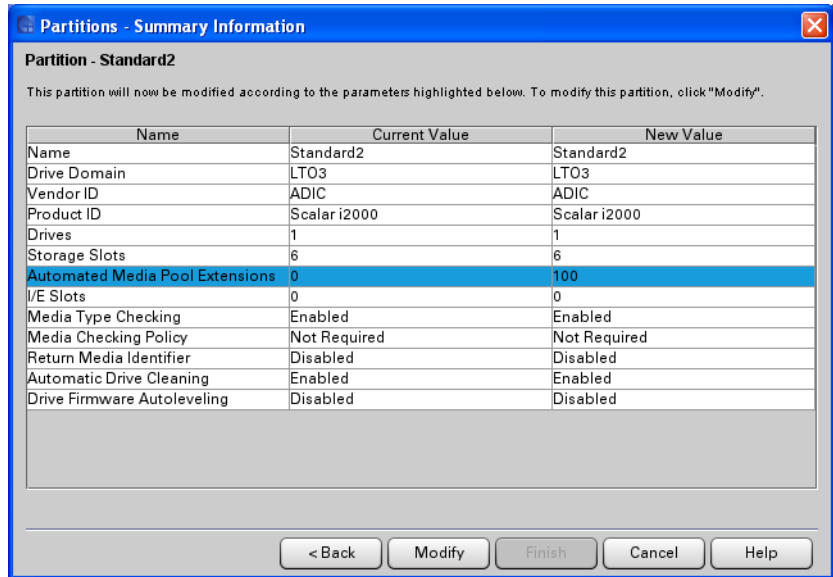 Partitions - Summary Information
Partition - Standard2
This partition will now be modified according to the parameters highlighted below. To modify this partition, click "Modify".
Name Current Value New Value
Name Standard2 Standard2
Drive Domain LTO3 LTO3
Vendor ID ADIC ADIC
Product ID Scalar i2000 Scalar i2000
Drives 1 1
Storage Slots 6 6
Automated Media Pool Extensions 0 100
I/E Slots 0 0
Media Type Checking Enabled Enabled
Media Checking Policy Not Required Not Required
Return Media Identifier Disabled Disabled
Automatic Drive Cleaning Enabled Enabled
Drive Firmware Autoleveling Disabled Disabled
< Back Modify Finish Cancel Help